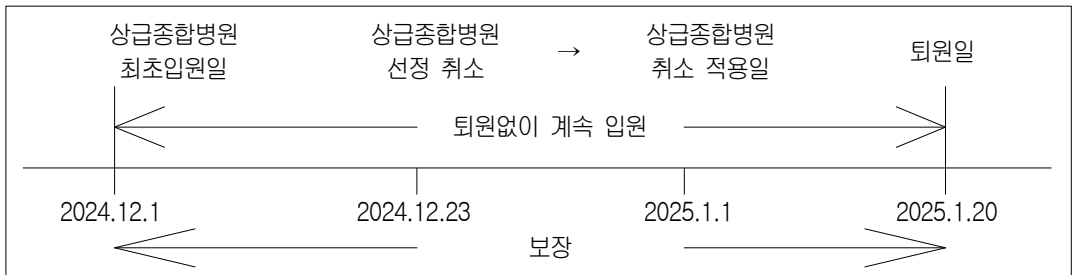 상급종합병원 상급종합병원 → 상급종합병원 퇴원일
최초입원일 선정 취소 취소 적용일
퇴원없이 계속 입원
2024.12.1 2024.12.23 2025.1.1 2025.1.20
보장